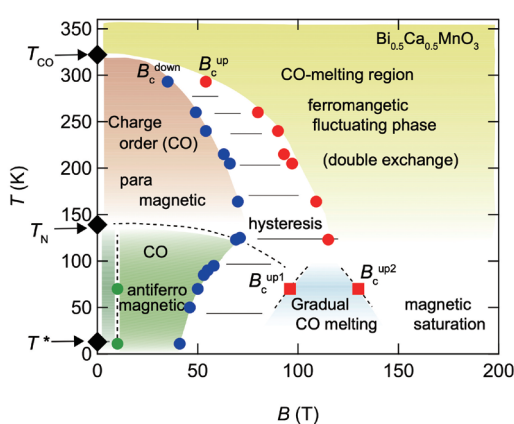 Bi0.5Ca0.5MnO3
TCO
Bc down
Bc up
CO-melting region
ferromangetic
fluctuating phase
(double exchange)
Charge
order (CO)
para
magnetic
TN
hysteresis
CO
antiferro
magnetic
Bc up1
Bc up2
Gradual
CO melting
magnetic
saturation
T*
350
300
250
200
150
100
50
0
T (K)
0
50
100
150
200
B (T)